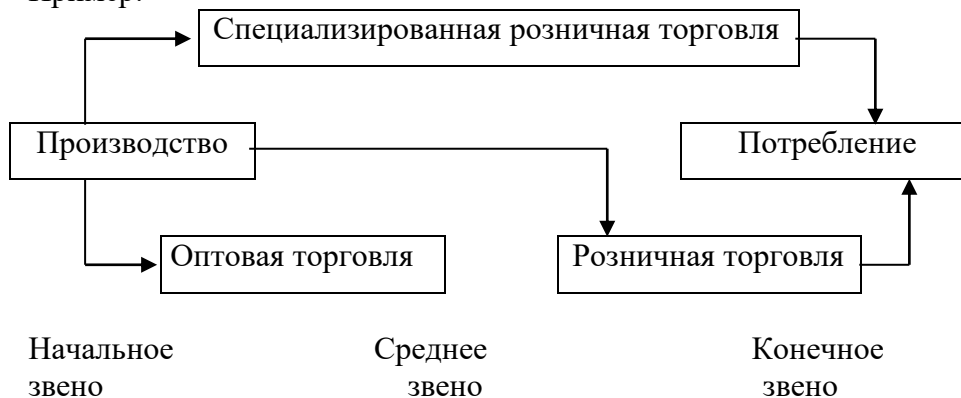 Пример:
Специализированная розничная торговля
Производство
Потребление
Оптовая торговля
Розничная торговля
Начальное Среднее Конечное
звено звено звено